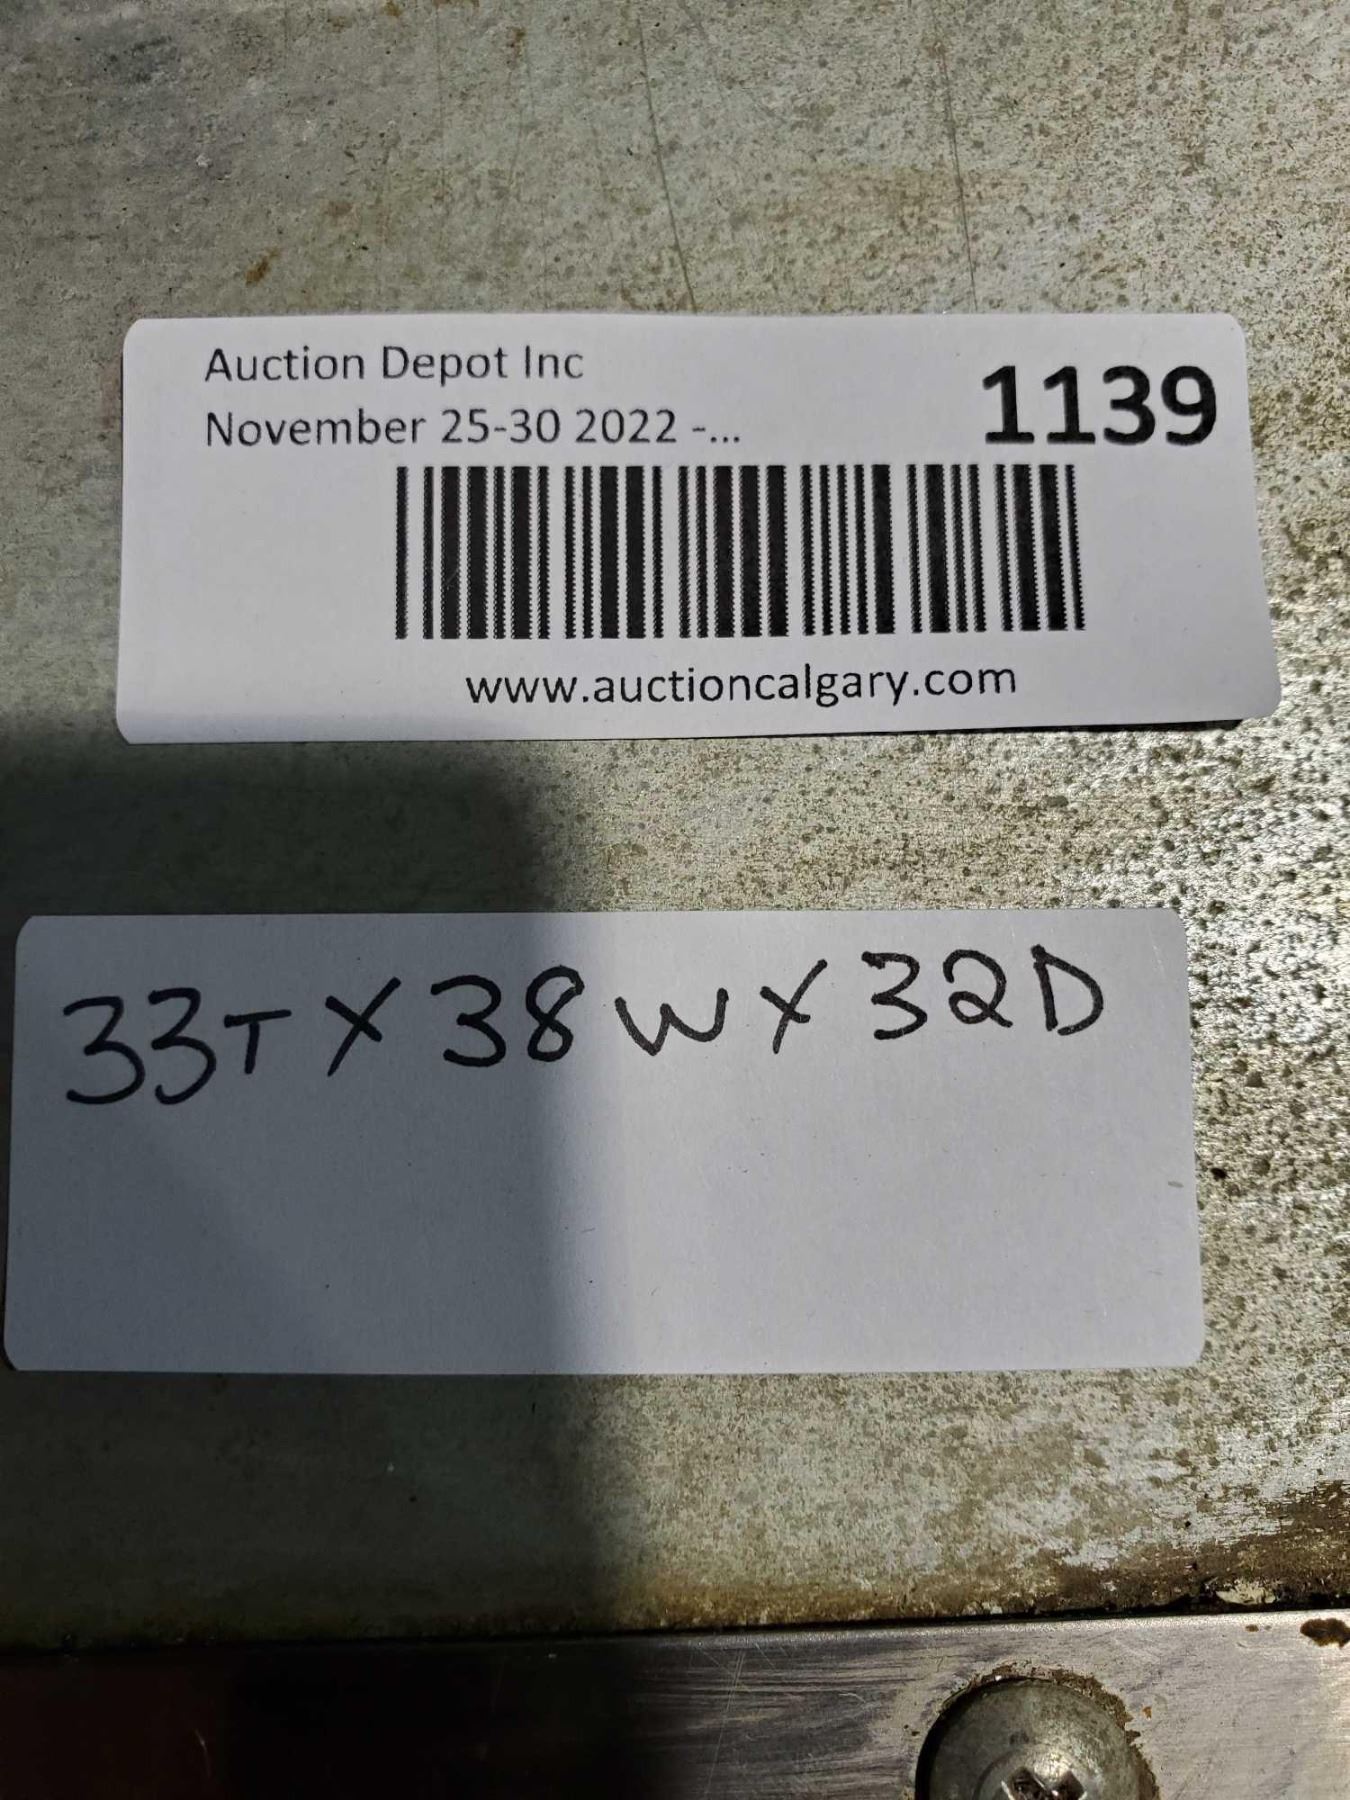 Auction Depot Inc
1139
November 25-30 2022 -...
www.auctioncalgary.com
33T X 38W X 32D